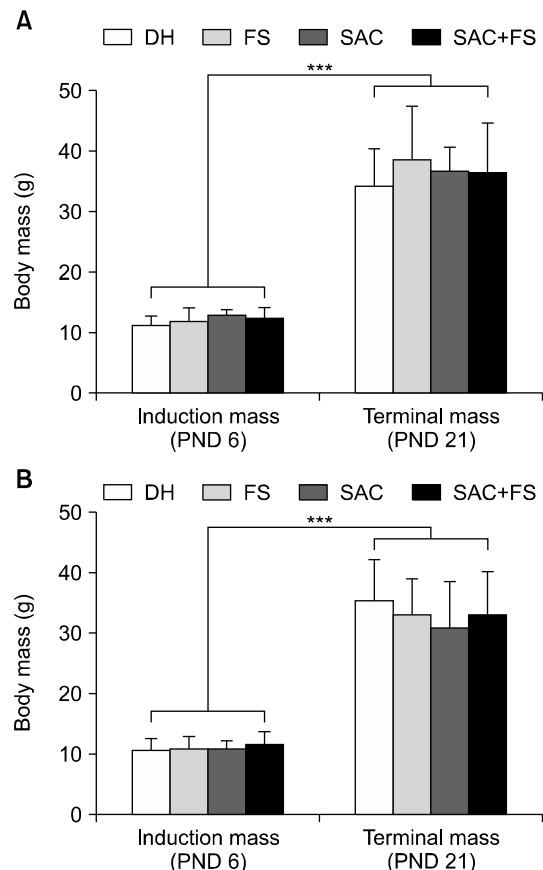 A
DH FS SAC SAC+FS
***
50
40
30
20
10
0
Body mass (g)
Induction mass
(PND 6)
Terminal mass
(PND 21)
B
DH FS SAC SAC+FS
***
50
40
30
20
10
0
Body mass (g)
Induction mass
(PND 6)
Terminal mass
(PND 21)